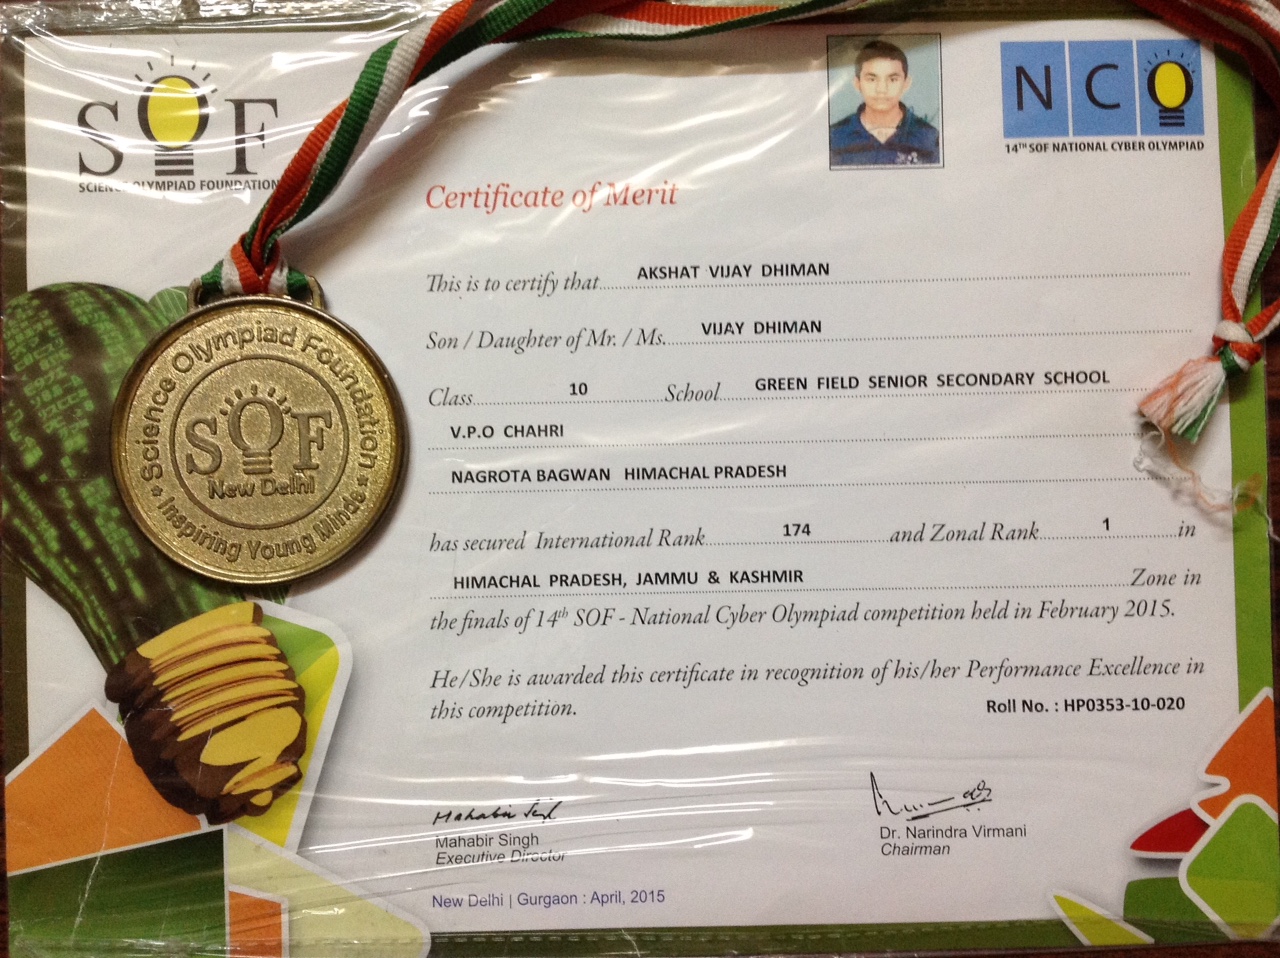 SOF
SCIENCE OLYMPIAD FOUNDATION
NCO
14TH SOF NATIONAL CYBER OLYMPIAD
Certificate of Merit
This is to certify that AKSHAT VIJAY DHIMAN
Son / Daughter of Mr. / Ms. VIJAY DHIMAN
Class 10 School GREEN FIELD SENIOR SECONDARY SCHOOL
V.P.O CHAHRI
NAGROTA BAGWAN HIMACHAL PRADESH
has secured International Rank 174 and Zonal Rank 1 in
HIMACHAL PRADESH, JAMMU & KASHMIR Zone in
the finals of 14th SOF - National Cyber Olympiad competition held in February 2015.
He/She is awarded this certificate in recognition of his/her Performance Excellence in
this competition.
Roll No. : HP0353-10-020
Mahabir Singh
Mahabir Singh
Executive Director
Dr. Narindra Virmani
Chairman
New Delhi | Gurgaon : April, 2015
Science Olympiad Foundation
SOF
New Delhi
Inspiring Young Minds